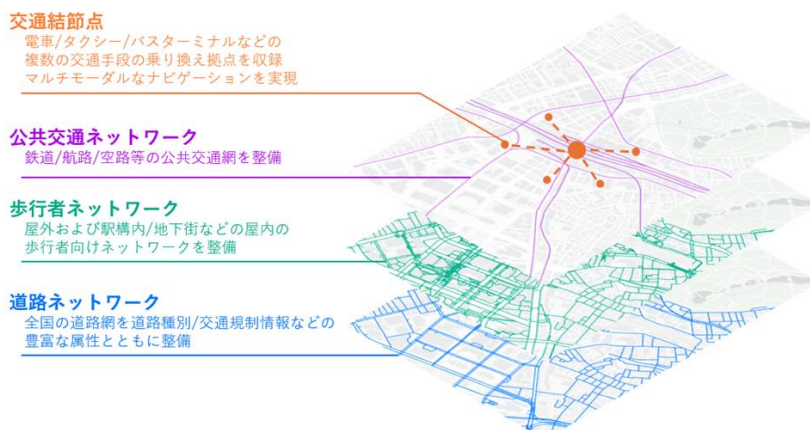 交通結節点
電車/タクシー/バスターミナルなどの
複数の交通手段の乗り換え拠点を収録
マルチモーダルなナビゲーションを実現
公共交通ネットワーク
鉄道/航路/空路等の公共交通網を整備
歩行者ネットワーク
屋外および駅構内/地下街などの屋内の
歩行者向けネットワークを整備
道路ネットワーク
全国の道路網を道路種別/交通規制情報などの
豊富な属性とともに整備